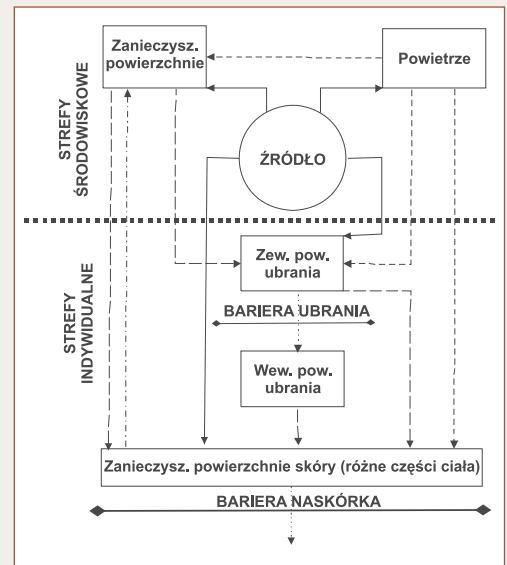 Zanieczysz.
powierzchnie
Powietrze
STREFY
ŚRODOWISKOWE
ŹRÓDŁO
Zew. pow.
ubrania
STREFY
INDYWIDUALNE
BARIERA UBRANIA
Wew. pow.
ubrania
Zanieczysz. powierzchnie skóry (różne części ciała)
BARIERA NASKÓRKA